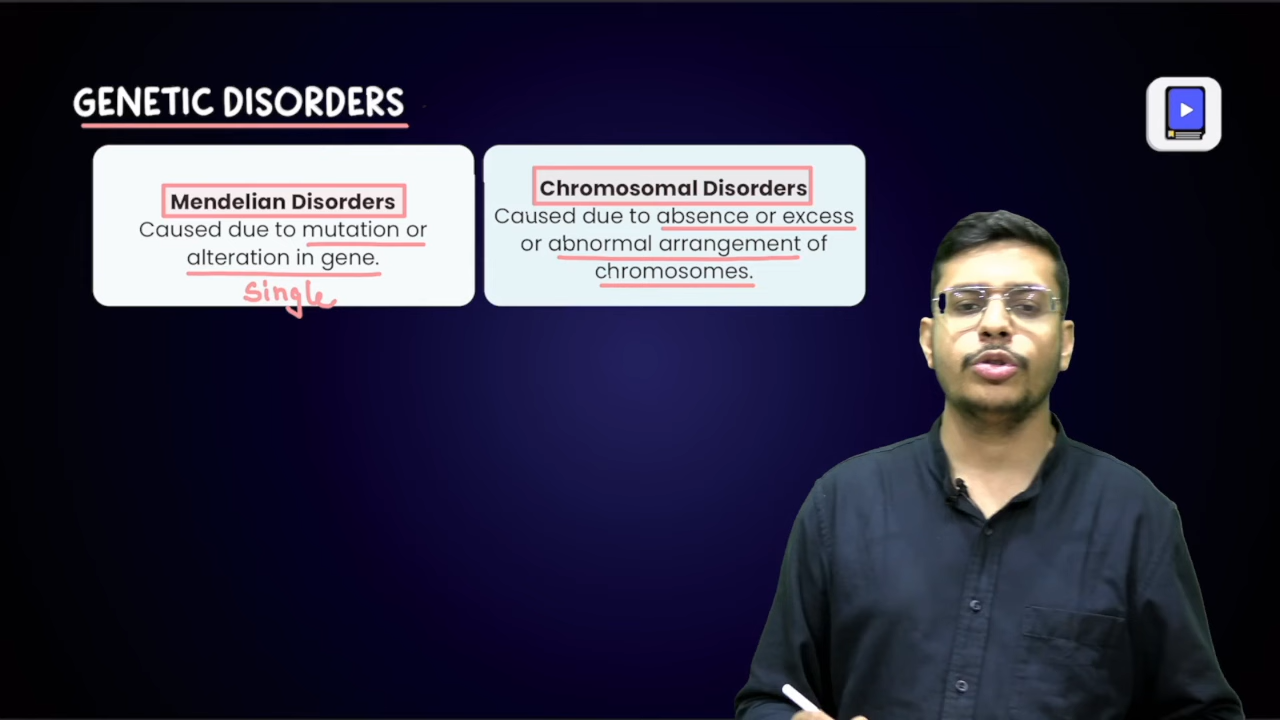 GENETIC DISORDERS
Mendelian Disorders
Caused due to mutation or
alteration in gene.
single
Chromosomal Disorders
Caused due to absence or excess
or abnormal arrangement of
chromosomes.